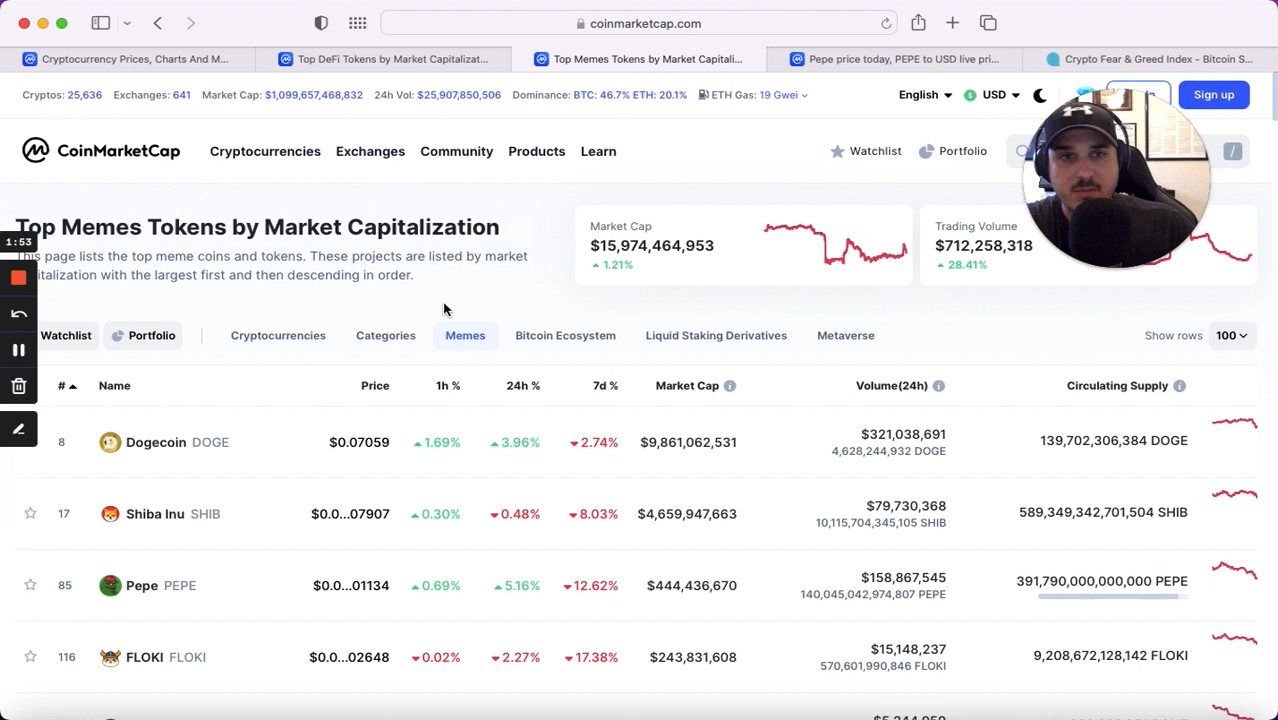 coinmarketcap.com
Cryptocurrency Prices, Charts And M...
Top DeFi Tokens by Market Capitalizat...
Top Memes Tokens by Market Capitali...
Pepe price today, PEPE to USD live pri...
Crypto Fear & Greed Index - Bitcoin S...
Cryptos: 25,636 Exchanges: 641 Market Cap: $1,099,657,468,832 24h Vol: $25,907,850,506 Dominance: BTC: 46.7% ETH: 20.1% ETH Gas: 19 Gwei
English USD Sign up
CoinMarketCap Cryptocurrencies Exchanges Community Products Learn Watchlist Portfolio /
Top Memes Tokens by Market Capitalization
This page lists the top meme coins and tokens. These projects are listed by market
capitalization with the largest first and then descending in order.
Market Cap
$15,974,464,953
1.21%
Trading Volume
$712,258,318
28.41%
1:53
Watchlist Portfolio Cryptocurrencies Categories Memes Bitcoin Ecosystem Liquid Staking Derivatives Metaverse Show rows 100
# Name Price 1h % 24h % 7d % Market Cap Volume(24h) Circulating Supply
8 Dogecoin DOGE $0.07059 1.69% 3.96% 2.74% $9,861,062,531 $321,038,691 139,702,306,384 DOGE
4,628,244,932 DOGE
17 Shiba Inu SHIB $0.0...07907 0.30% 0.48% 8.03% $4,659,947,663 $79,730,368 589,349,342,701,504 SHIB
10,115,704,345,105 SHIB
85 Pepe PEPE $0.0...01134 0.69% 5.16% 12.62% $444,436,670 $158,867,545 391,790,000,000,000 PEPE
140,045,042,974,807 PEPE
116 FLOKI FLOKI $0.0...02648 0.02% 2.27% 17.38% $243,831,608 $15,148,237 9,208,672,128,142 FLOKI
570,601,990,846 FLOKI